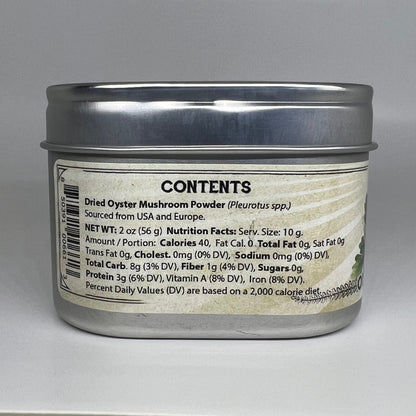 CONTENTS
Dried Oyster Mushroom Powder (Pleurotus spp.)
Sourced from USA and Europe.
NET WT: 2 oz (56 g) Nutrition Facts: Serv. Size: 10 g.
Amount / Portion: Calories 40, Fat Cal. 0 Total Fat 0g, Sat Fat 0g
Trans Fat 0g, Cholest. 0mg (0% DV), Sodium 0mg (0% DV),
Total Carb. 8g (3% DV), Fiber 1g (4% DV), Sugars 0g,
Protein 3g (6% DV), Vitamin A (8% DV), Iron (8% DV).
Percent Daily Values (DV) are based on a 2,000 calorie diet.